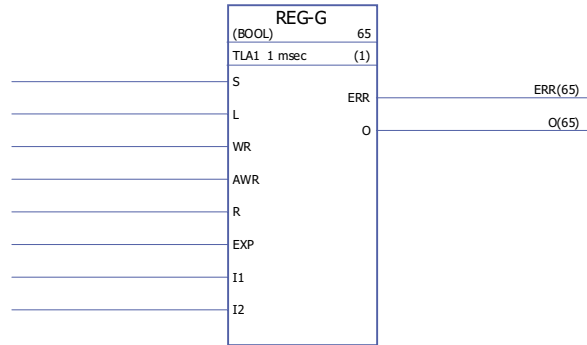 REG-G
(BOOL) 65
TLA1 1 msec (1)
S
ERR ERR(65)
L
O O(65)
WR
AWR
R
EXP
I1
I2